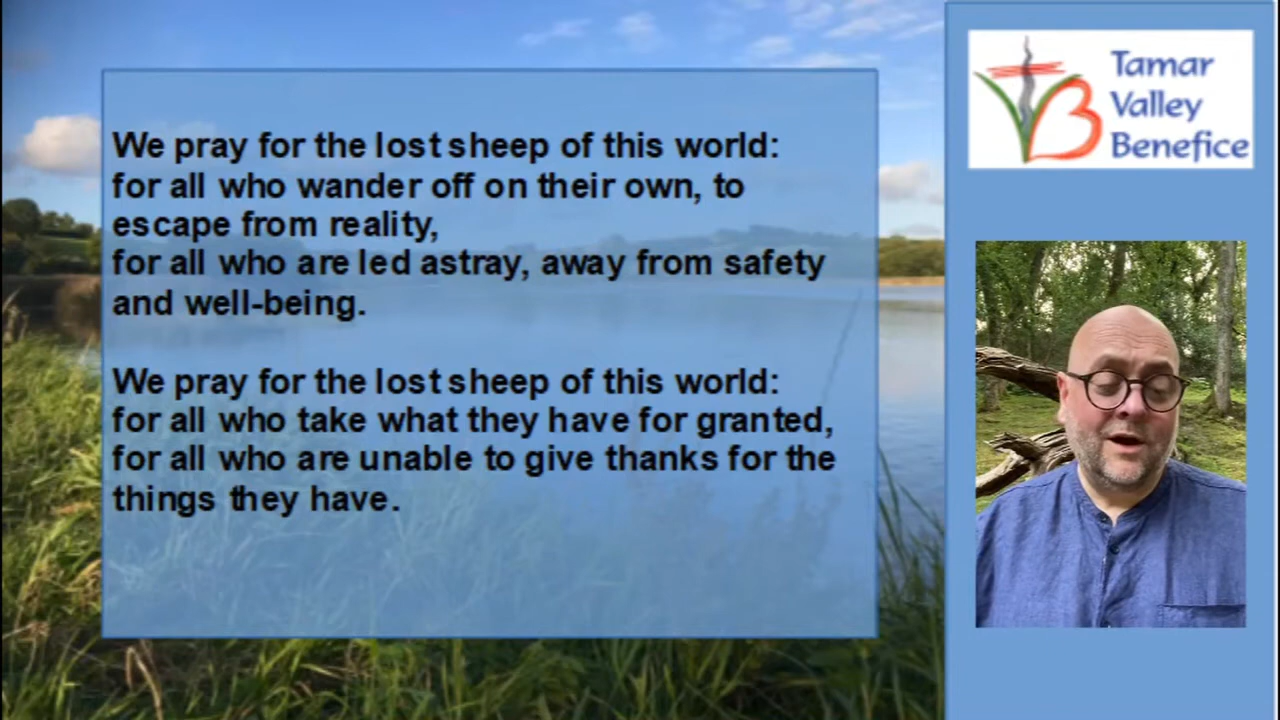 We pray for the lost sheep of this world:
for all who wander off on their own, to
escape from reality,
for all who are led astray, away from safety
and well-being.
We pray for the lost sheep of this world:
for all who take what they have for granted,
for all who are unable to give thanks for the
things they have.
Tamar
Valley
Benefice